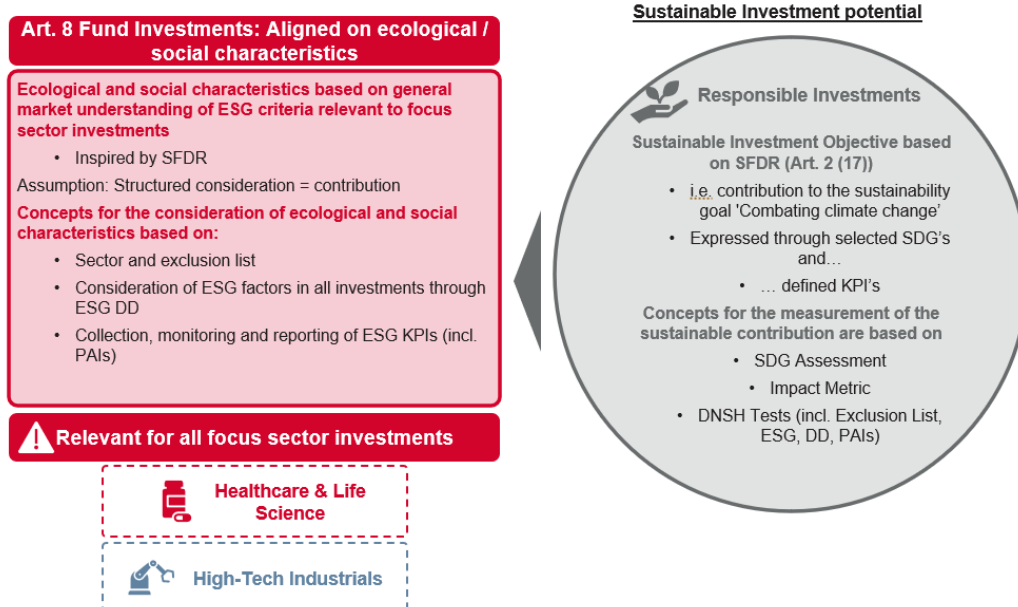 Art. 8 Fund Investments: Aligned on ecological /
social characteristics
Ecological and social characteristics based on general
market understanding of ESG criteria relevant to focus
sector investments
• Inspired by SFDR
Assumption: Structured consideration = contribution
Concepts for the consideration of ecological and social
characteristics based on:
• Sector and exclusion list
• Consideration of ESG factors in all investments through
ESG DD
• Collection, monitoring and reporting of ESG KPIs (incl.
PAIs)
Relevant for all focus sector investments
Healthcare & Life
Science
High-Tech Industrials
Sustainable Investment potential
Responsible Investments
Sustainable Investment Objective based
on SFDR (Art. 2 (17))
• i.e. contribution to the sustainability
goal 'Combating climate change’
• Expressed through selected SDG’s
and…
• … defined KPI’s
Concepts for the measurement of the
sustainable contribution are based on
• SDG Assessment
• Impact Metric
• DNSH Tests (incl. Exclusion List,
ESG, DD, PAIs)